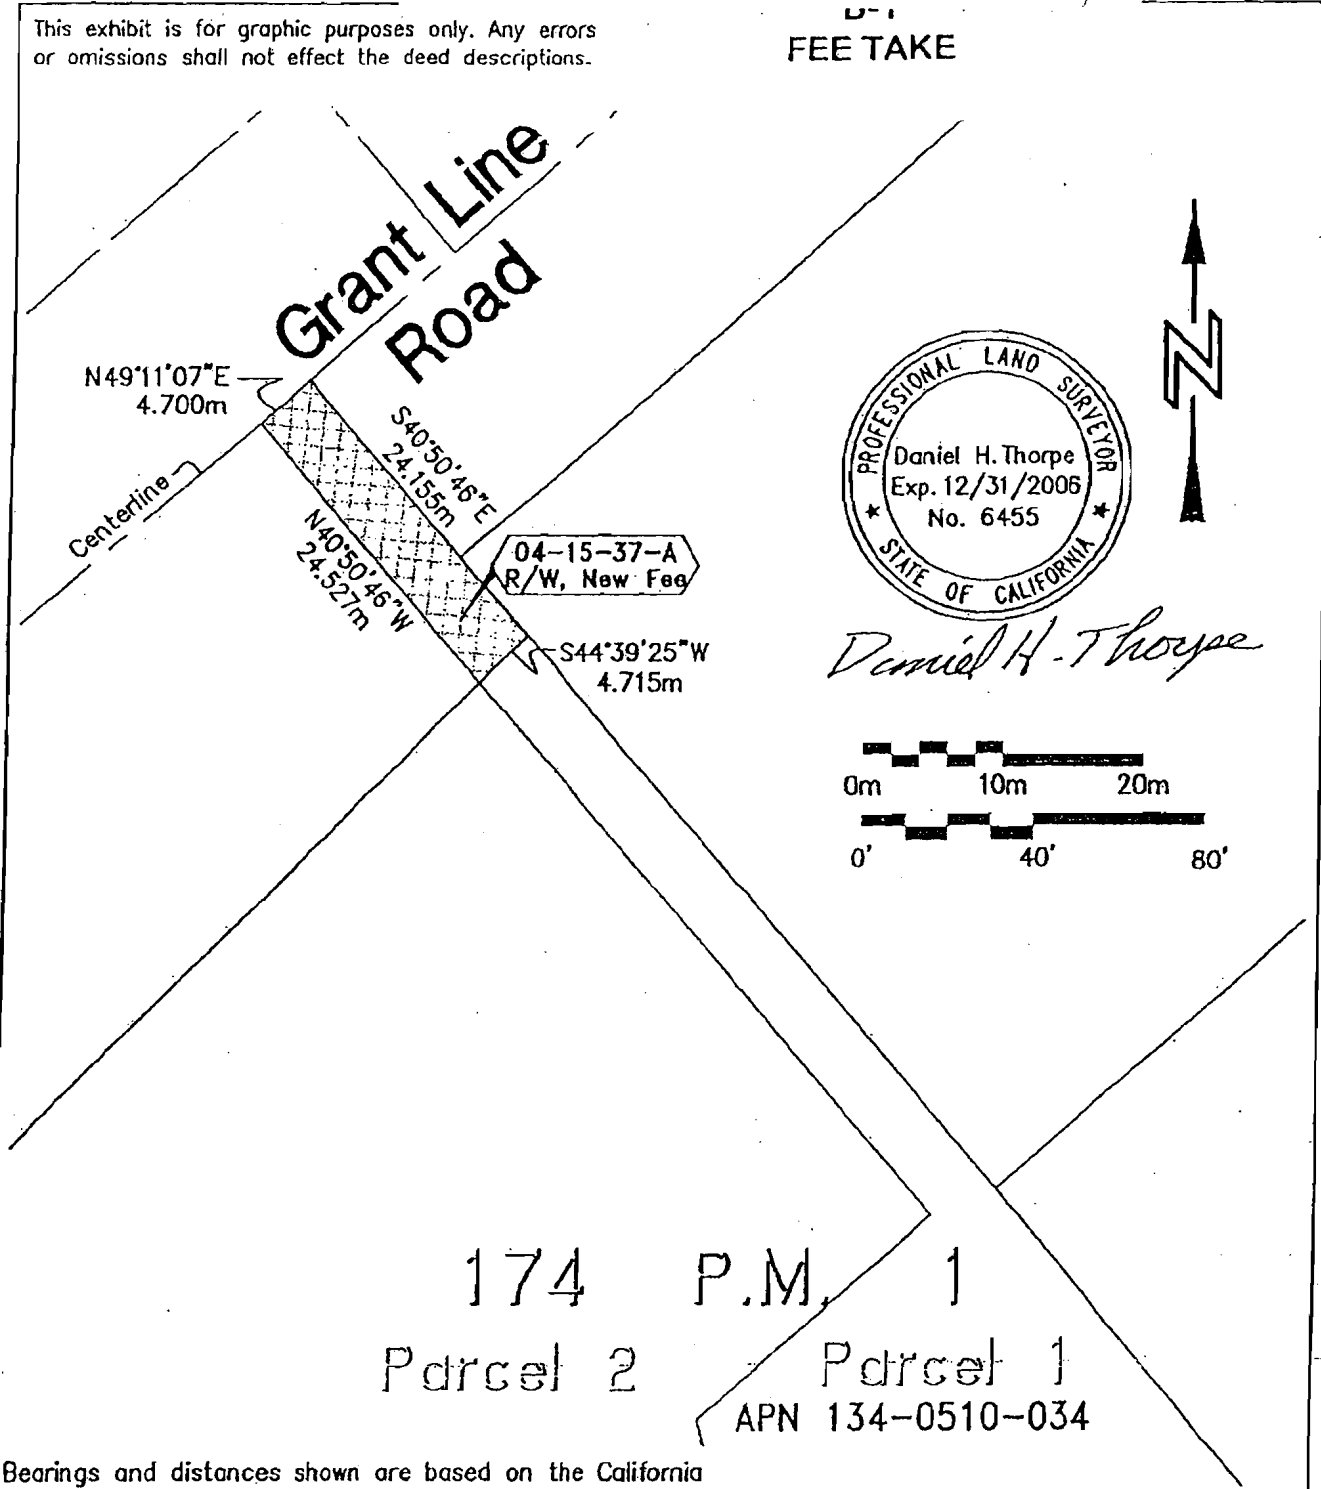 This exhibit is for graphic purposes only. Any errors
or omissions shall not effect the deed descriptions.
FEE TAKE
Grant Line
Road
N49°11'07"E
4.700m
Centerline
S40°50'46"E
24.155m
N40°50'46"W
24.527m
04-15-37-A
R/W, New Fee
S44°39'25"W
4.715m
PROFESSIONAL LAND SURVEYOR
Daniel H. Thorpe
Exp. 12/31/2006
No. 6455
STATE OF CALIFORNIA
N
Daniel H. Thorpe
0m 10m 20m
0' 40' 80'
174 P.M. 1
Parcel 2
Parcel 1
APN 134-0510-034
Bearings and distances shown are based on the California